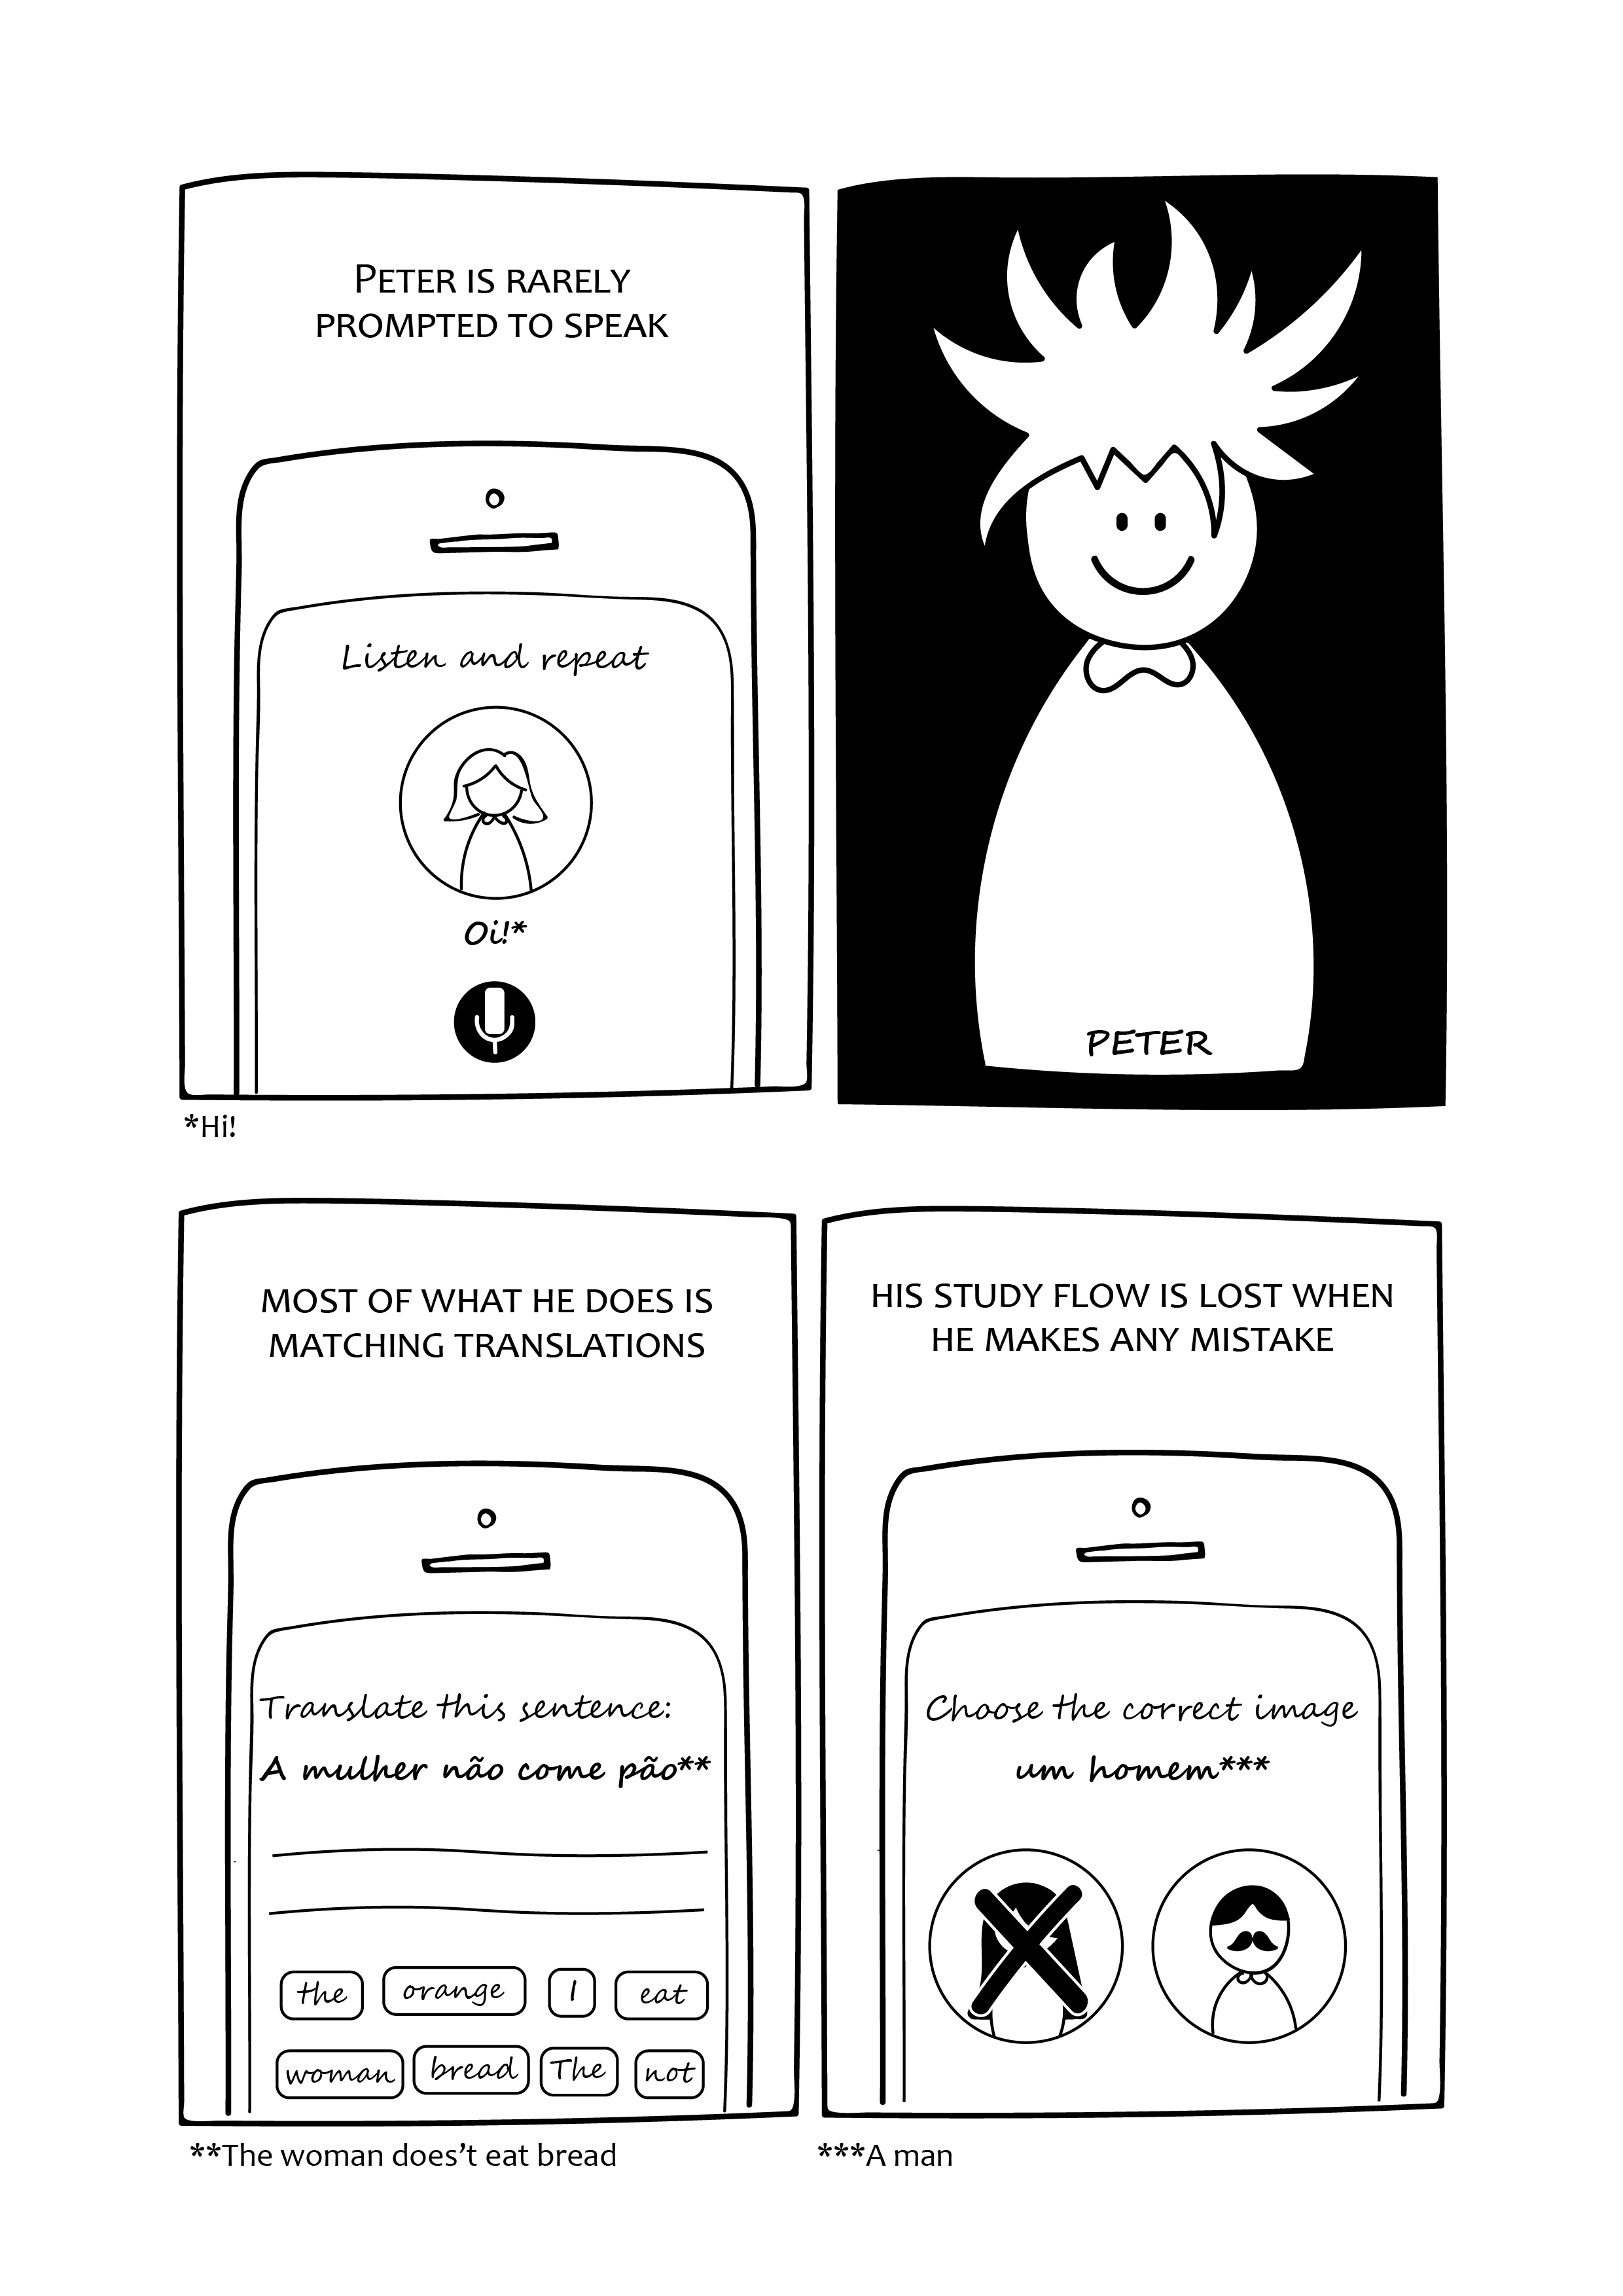 PETER IS RARELY
PROMPTED TO SPEAK
Listen and repeat
Oi!*
*Hi!
PETER
MOST OF WHAT HE DOES IS
MATCHING TRANSLATIONS
Translate this sentence:
A mulher não come pão**
the orange I eat
woman bread The not
**The woman does't eat bread
HIS STUDY FLOW IS LOST WHEN
HE MAKES ANY MISTAKE
Choose the correct image
um homem***
***A man